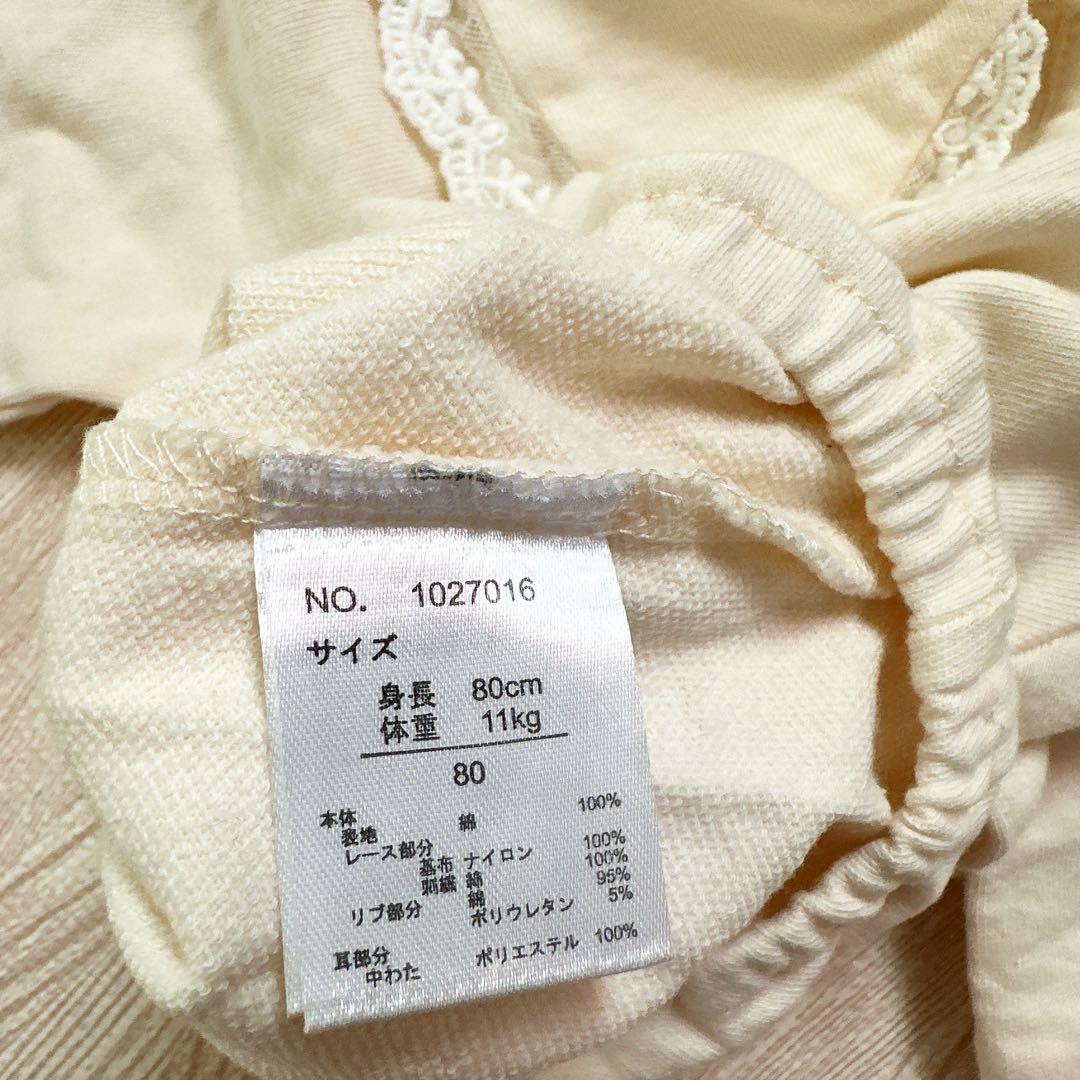 NO. 1027016
サイズ
身長 80cm
体重 11kg
80
本体
表地 綿 100%
レース部分
基布 ナイロン 100%
刺繍 綿 100%
リブ部分 綿 95%
ポリウレタン 5%
耳部分
中わた ポリエステル 100%